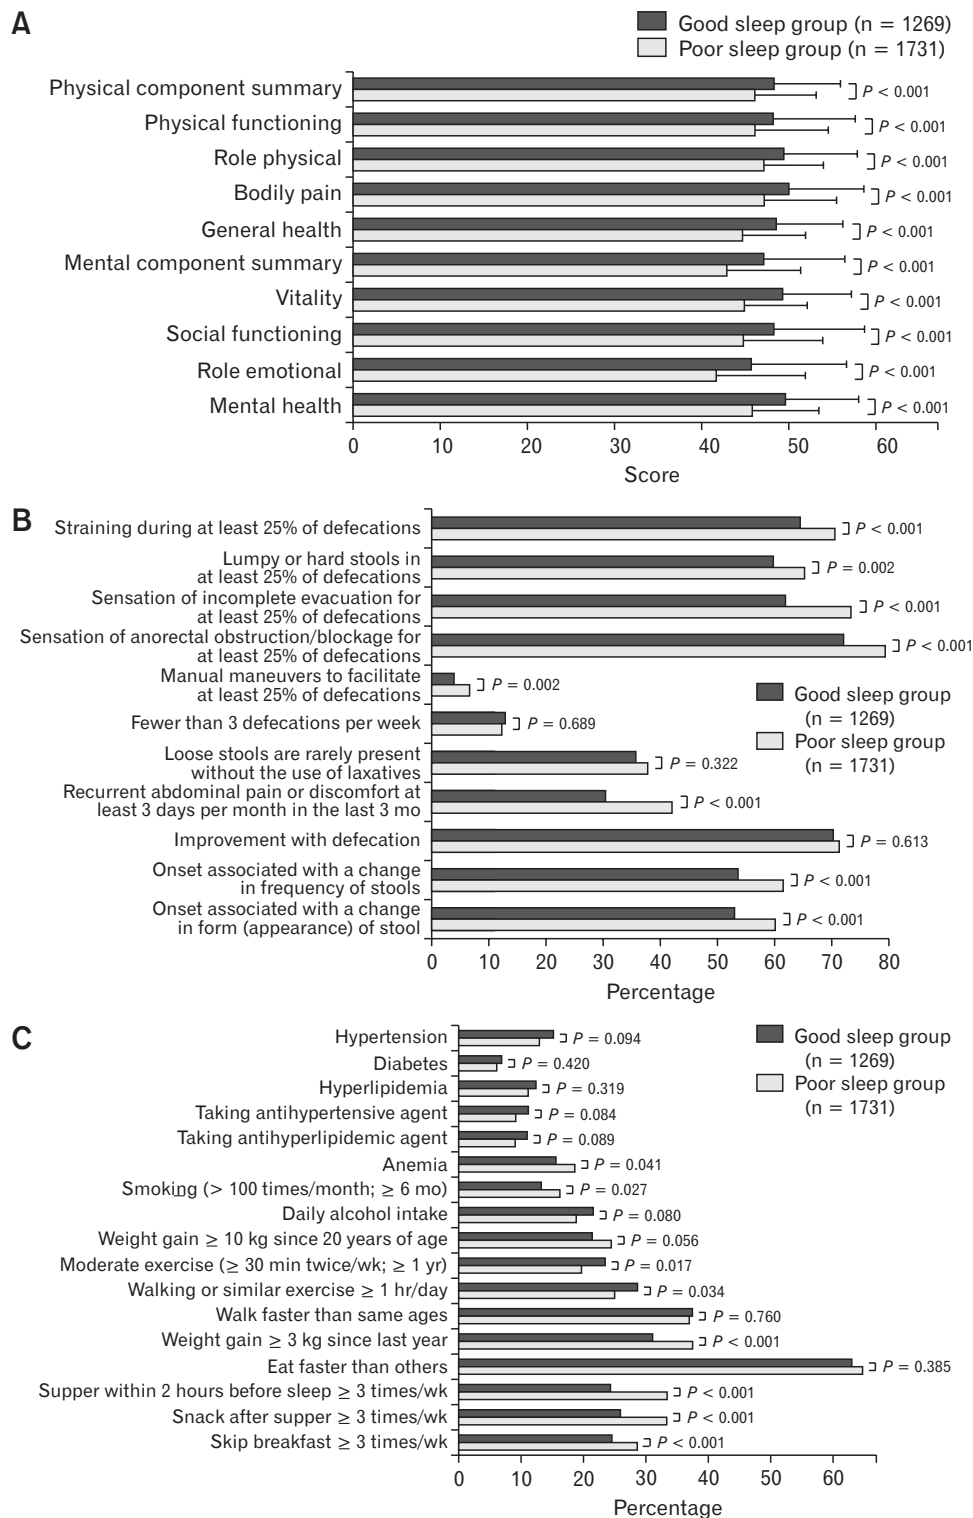 A
Good sleep group (n = 1269)
Poor sleep group (n = 1731)
Physical component summary
P < 0.001
Physical functioning
P < 0.001
Role physical
P < 0.001
Bodily pain
P < 0.001
General health
P < 0.001
Mental component summary
P < 0.001
Vitality
P < 0.001
Social functioning
P < 0.001
Role emotional
P < 0.001
Mental health
P < 0.001
0 10 20 30 40 50 60
Score
B
Straining during at least 25% of defecations
P < 0.001
Lumpy or hard stools in
at least 25% of defecations
P = 0.002
Sensation of incomplete evacuation for
at least 25% of defecations
P < 0.001
Sensation of anorectal obstruction/blockage for
at least 25% of defecations
P < 0.001
Manual maneuvers to facilitate
at least 25% of defecations
P = 0.002
Good sleep group
(n = 1269)
Poor sleep group
(n = 1731)
Fewer than 3 defecations per week
P = 0.689
Loose stools are rarely present
without the use of laxatives
P = 0.322
Recurrent abdominal pain or discomfort at
least 3 days per month in the last 3 mo
P < 0.001
Improvement with defecation
P = 0.613
Onset associated with a change
in frequency of stools
P < 0.001
Onset associated with a change
in form (appearance) of stool
P < 0.001
0 10 20 30 40 50 60 70 80
Percentage
C
Good sleep group
(n = 1269)
Poor sleep group
(n = 1731)
Hypertension
P = 0.094
Diabetes
P = 0.420
Hyperlipidemia
P = 0.319
Taking antihypertensive agent
P = 0.084
Taking antihyperlipidemic agent
P = 0.089
Anemia
P = 0.041
Smoking (> 100 times/month; ≥ 6 mo)
P = 0.027
Daily alcohol intake
P = 0.080
Weight gain ≥ 10 kg since 20 years of age
P = 0.056
Moderate exercise (≥ 30 min twice/wk; ≥ 1 yr)
P = 0.017
Walking or similar exercise ≥ 1 hr/day
P = 0.034
Walk faster than same ages
P = 0.760
Weight gain ≥ 3 kg since last year
P < 0.001
Eat faster than others
P = 0.385
Supper within 2 hours before sleep ≥ 3 times/wk
P < 0.001
Snack after supper ≥ 3 times/wk
P < 0.001
Skip breakfast ≥ 3 times/wk
P < 0.001
0 10 20 30 40 50 60
Percentage